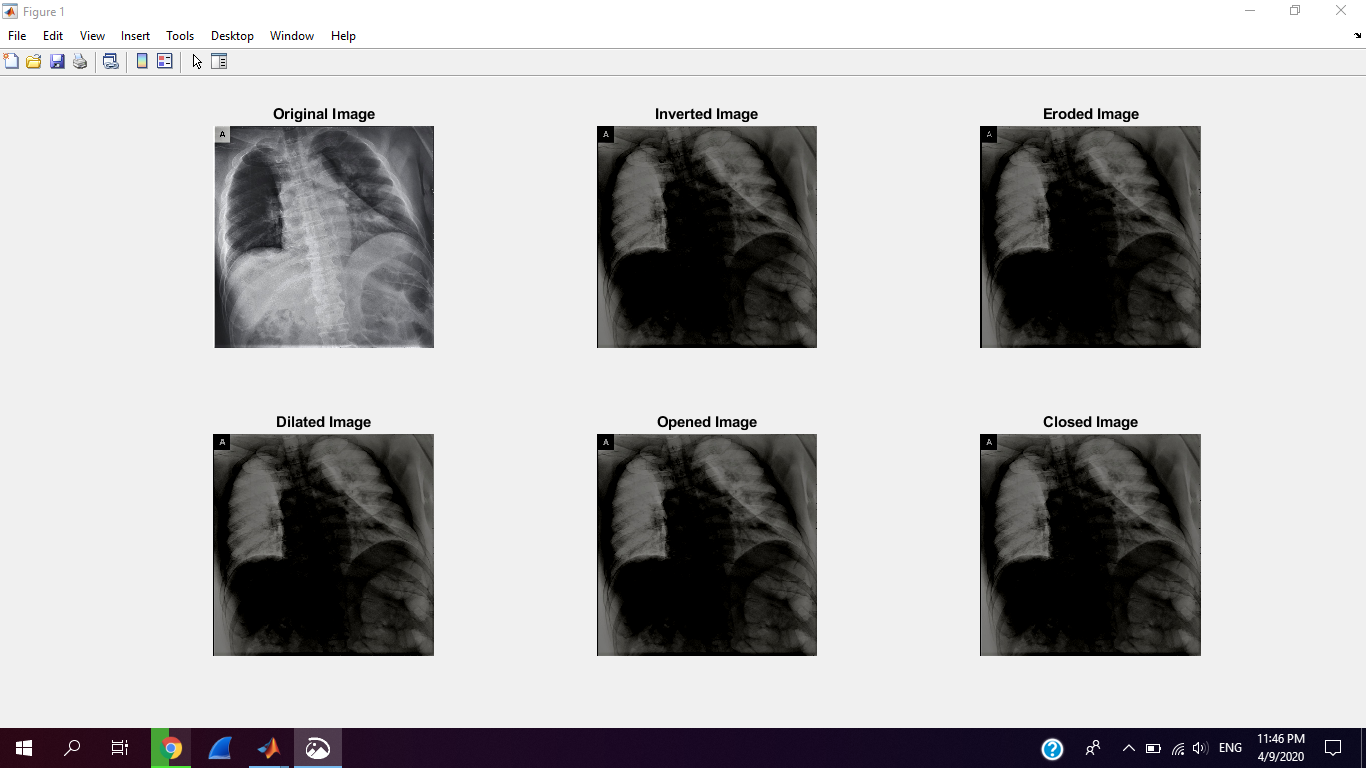 Figure 1
File Edit View Insert Tools Desktop Window Help
Original Image
Inverted Image
Eroded Image
A
A
A
Dilated Image
Opened Image
Closed Image
A
A
A
ENG
11:46 PM
4/9/2020